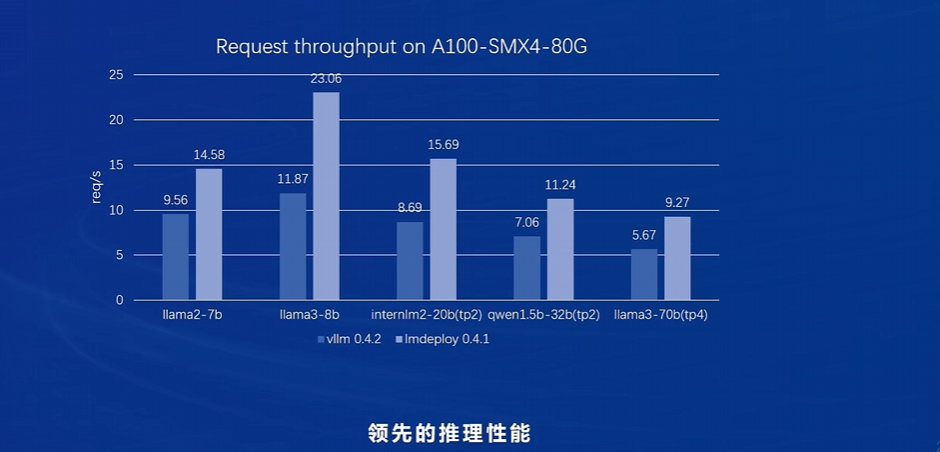 Request throughput on A100-SMX4-80G
25
20
15
10
5
0
req/s
9.56
14.58
11.87
23.06
8.69
15.69
7.06
11.24
5.67
9.27
llama2-7b
llama3-8b
internlm2-20b(tp2)
qwen1.5b-32b(tp2)
llama3-70b(tp4)
vllm 0.4.2
lmdeploy 0.4.1
领先的推理性能